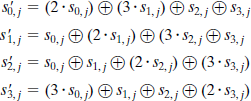 s′0, j = (2 · s0, j) ⊕ (3 · s1, j) ⊕ s2, j ⊕ s3, j
s′1, j = s0, j ⊕ (2 · s1, j) ⊕ (3 · s2, j) ⊕ s3, j
s′2, j = s0, j ⊕ s1, j ⊕ (2 · s2, j) ⊕ (3 · s3, j)
s′3, j = (3 · s0, j) ⊕ s1, j ⊕ s2, j ⊕ (2 · s3, j)